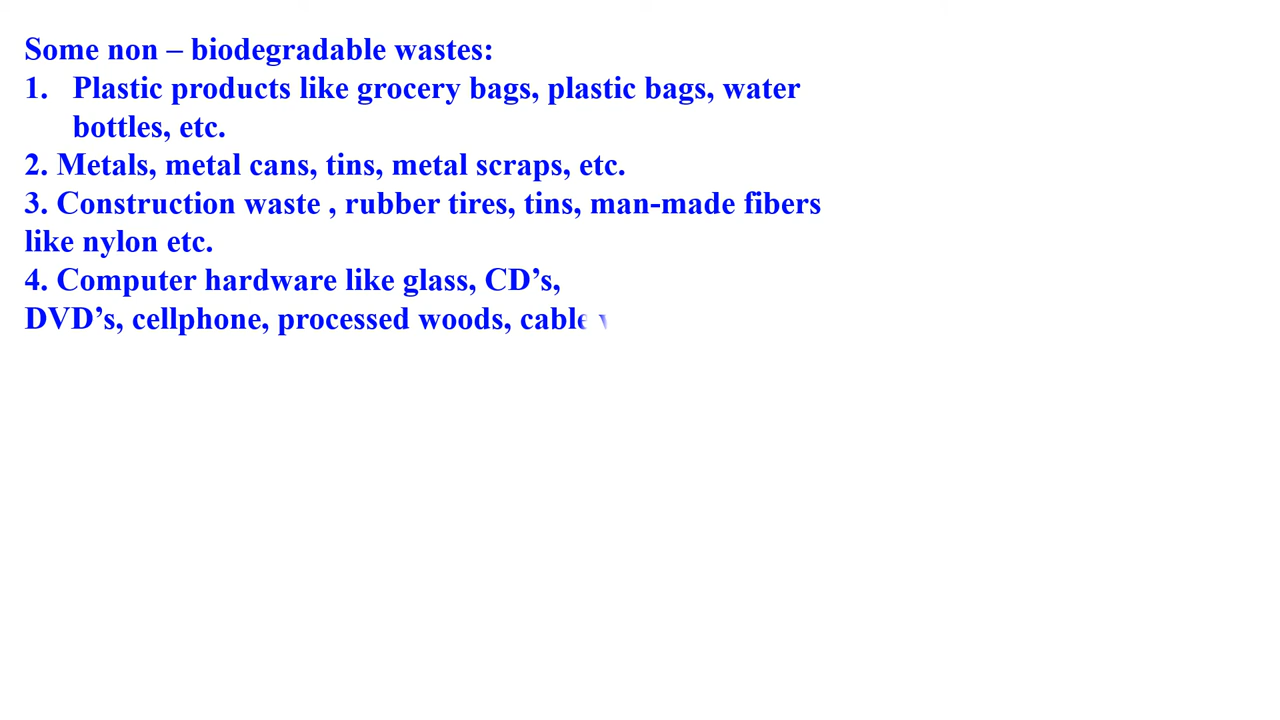 Some non – biodegradable wastes:
1. Plastic products like grocery bags, plastic bags, water
bottles, etc.
2. Metals, metal cans, tins, metal scraps, etc.
3. Construction waste , rubber tires, tins, man-made fibers
like nylon etc.
4. Computer hardware like glass, CD’s,
DVD’s, cellphone, processed woods, cable